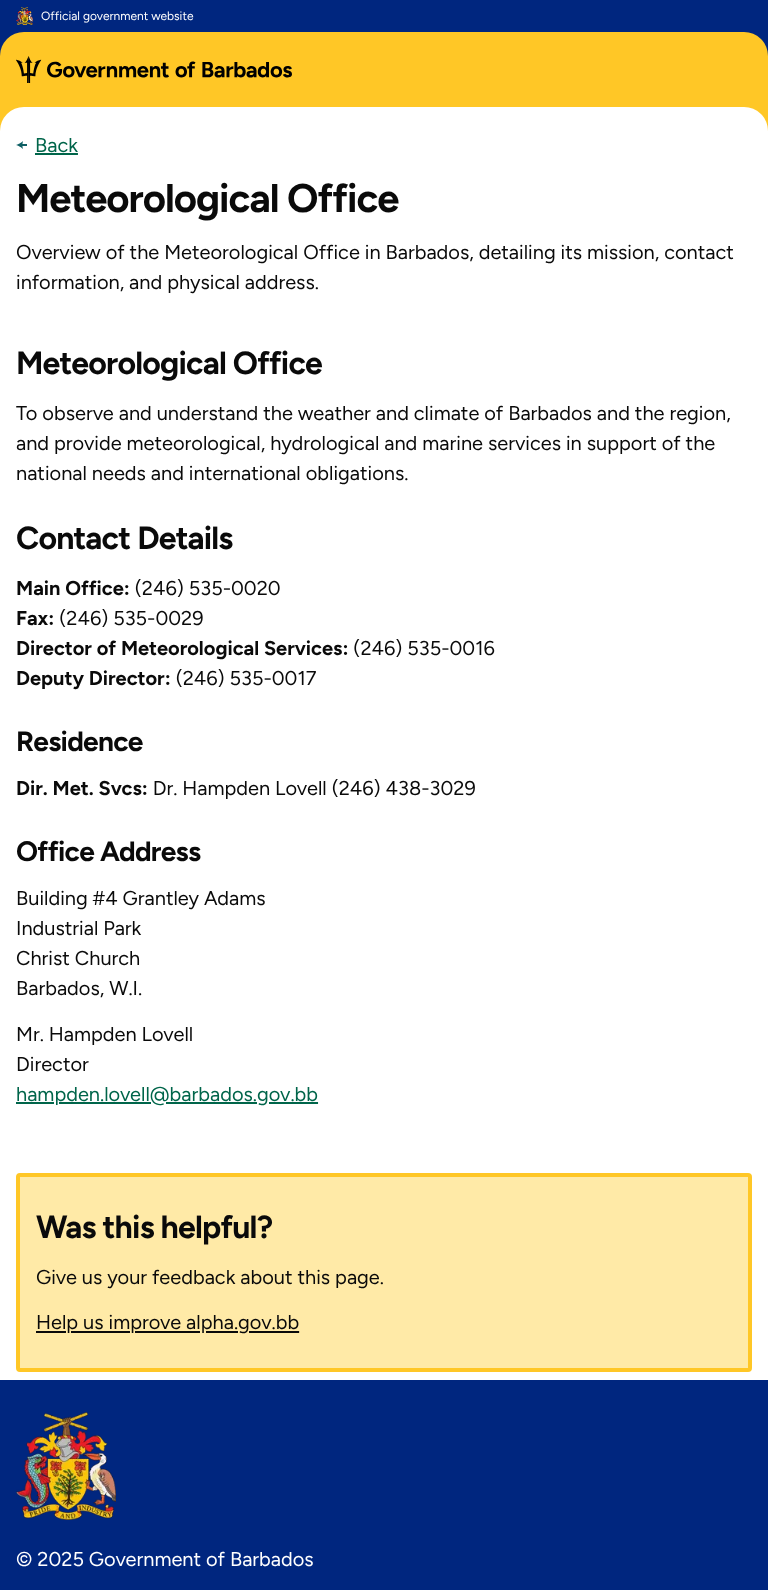 Official government website
Government of Barbados
Back
Meteorological Office
Overview of the Meteorological Office in Barbados, detailing its mission, contact
information, and physical address.
Meteorological Office
To observe and understand the weather and climate of Barbados and the region,
and provide meteorological, hydrological and marine services in support of the
national needs and international obligations.
Contact Details
Main Office: (246) 535-0020
Fax: (246) 535-0029
Director of Meteorological Services: (246) 535-0016
Deputy Director: (246) 535-0017
Residence
Dir. Met. Svcs: Dr. Hampden Lovell (246) 438-3029
Office Address
Building #4 Grantley Adams
Industrial Park
Christ Church
Barbados, W.I.
Mr. Hampden Lovell
Director
hampden.lovell@barbados.gov.bb
Was this helpful?
Give us your feedback about this page.
Help us improve alpha.gov.bb
PRIDE AND INDUSTRY
© 2025 Government of Barbados